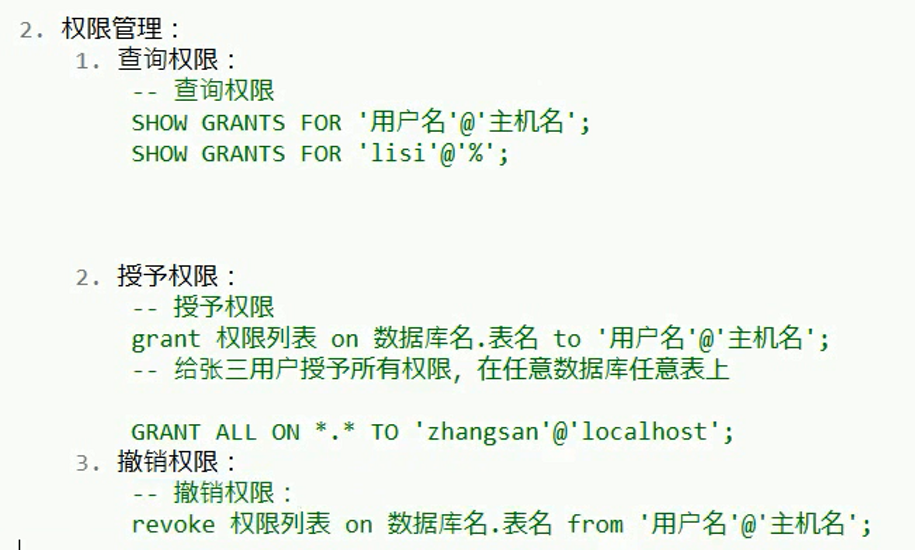 2. 权限管理：
1. 查询权限：
-- 查询权限
SHOW GRANTS FOR '用户名'@'主机名';
SHOW GRANTS FOR 'lisi'@'%';
2. 授予权限：
-- 授予权限
grant 权限列表 on 数据库名.表名 to '用户名'@'主机名';
-- 给张三用户授予所有权限，在任意数据库任意表上
GRANT ALL ON *.* TO 'zhangsan'@'localhost';
3. 撤销权限：
-- 撤销权限：
revoke 权限列表 on 数据库名.表名 from '用户名'@'主机名';